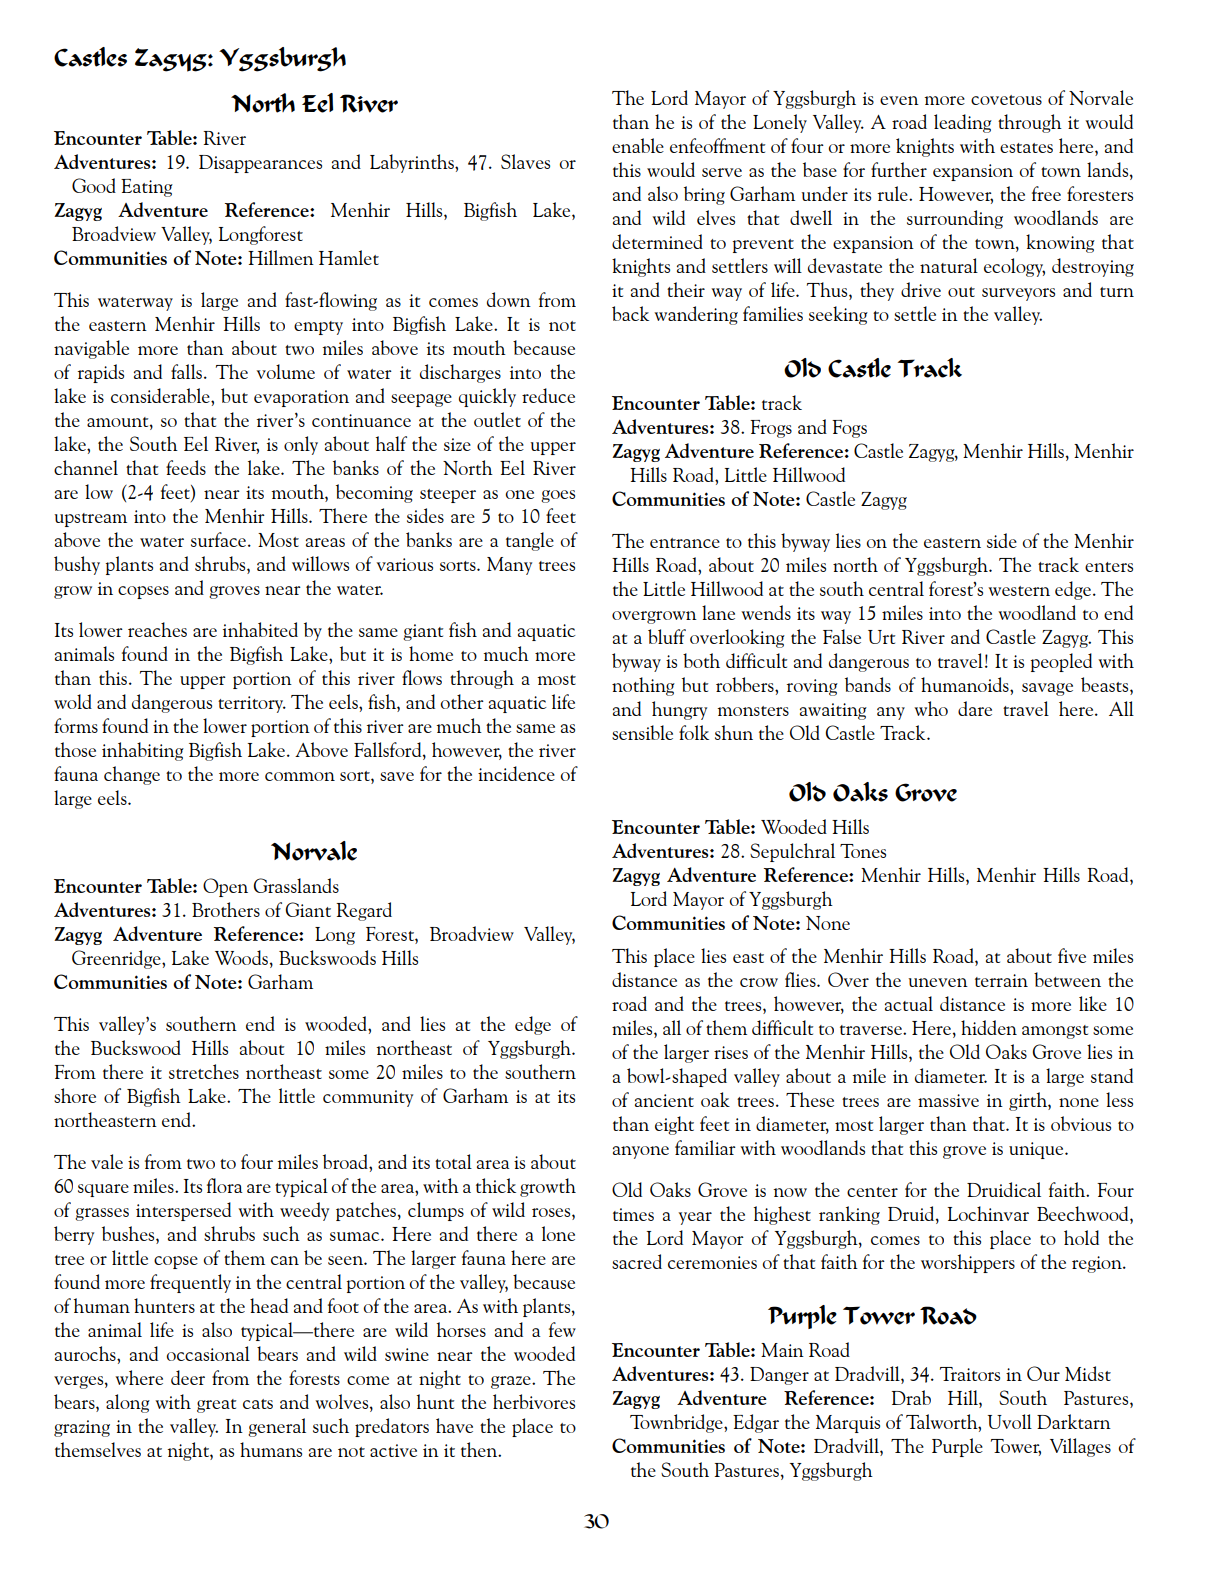 Castles Zagyg: Yggsburgh
North Eel River
Encounter Table: River
Adventures: 19. Disappearances and Labyrinths, 47. Slaves or
Good Eating
Zagyg Adventure Reference: Menhir Hills, Bigfish Lake,
Broadview Valley, Longforest
Communities of Note: Hillmen Hamlet
This waterway is large and fast-flowing as it comes down from
the eastern Menhir Hills to empty into Bigfish Lake. It is not
navigable more than about two miles above its mouth because
of rapids and falls. The volume of water it discharges into the
lake is considerable, but evaporation and seepage quickly reduce
the amount, so that the river's continuance at the outlet of the
lake, the South Eel River, is only about half the size of the upper
channel that feeds the lake. The banks of the North Eel River
are low (2-4 feet) near its mouth, becoming steeper as one goes
upstream into the Menhir Hills. There the sides are 5 to 10 feet
above the water surface. Most areas of the banks are a tangle of
bushy plants and shrubs, and willows of various sorts. Many trees
grow in copses and groves near the water.
Its lower reaches are inhabited by the same giant fish and aquatic
animals found in the Bigfish Lake, but it is home to much more
than this. The upper portion of this river flows through a most
wold and dangerous territory. The eels, fish, and other aquatic life
forms found in the lower portion of this river are much the same as
those inhabiting Bigfish Lake. Above Fallsford, however, the river
fauna change to the more common sort, save for the incidence of
large eels.
Norvale
Encounter Table: Open Grasslands
Adventures: 31. Brothers of Giant Regard
Zagyg Adventure Reference: Long Forest, Broadview Valley,
Greenridge, Lake Woods, Buckswoods Hills
Communities of Note: Garham
This valley's southern end is wooded, and lies at the edge of
the Buckswood Hills about 10 miles northeast of Yggsburgh.
From there it stretches northeast some 20 miles to the southern
shore of Bigfish Lake. The little community of Garham is at its
northeastern end.
The vale is from two to four miles broad, and its total area is about
60 square miles. Its flora are typical of the area, with a thick growth
of grasses interspersed with weedy patches, clumps of wild roses,
berry bushes, and shrubs such as sumac. Here and there a lone
tree or little copse of them can be seen. The larger fauna here are
found more frequently in the central portion of the valley, because
of human hunters at the head and foot of the area. As with plants,
the animal life is also typical—there are wild horses and a few
aurochs, and occasional bears and wild swine near the wooded
verges, where deer from the forests come at night to graze. The
bears, along with great cats and wolves, also hunt the herbivores
grazing in the valley. In general such predators have the place to
themselves at night, as humans are not active in it then.
The Lord Mayor of Yggsburgh is even more covetous of Norvale
than he is of the Lonely Valley. A road leading through it would
enable enfeoffment of four or more knights with estates here, and
this would serve as the base for further expansion of town lands,
and also bring Garham under its rule. However, the free foresters
and wild elves that dwell in the surrounding woodlands are
determined to prevent the expansion of the town, knowing that
knights and settlers will devastate the natural ecology, destroying
it and their way of life. Thus, they drive out surveyors and turn
back wandering families seeking to settle in the valley.
Old Castle Track
Encounter Table: track
Adventures: 38. Frogs and Fogs
Zagyg Adventure Reference: Castle Zagyg, Menhir Hills, Menhir
Hills Road, Little Hillwood
Communities of Note: Castle Zagyg
The entrance to this byway lies on the eastern side of the Menhir
Hills Road, about 20 miles north of Yggsburgh. The track enters
the Little Hillwood at the south central forest's western edge. The
overgrown lane wends its way 15 miles into the woodland to end
at a bluff overlooking the False Urt River and Castle Zagyg. This
byway is both difficult and dangerous to travel! It is peopled with
nothing but robbers, roving bands of humanoids, savage beasts,
and hungry monsters awaiting any who dare travel here. All
sensible folk shun the Old Castle Track.
Old Oaks Grove
Encounter Table: Wooded Hills
Adventures: 28. Sepulchral Tones
Zagyg Adventure Reference: Menhir Hills, Menhir Hills Road,
Lord Mayor of Yggsburgh
Communities of Note: None
This place lies east of the Menhir Hills Road, at about five miles
distance as the crow flies. Over the uneven terrain between the
road and the trees, however, the actual distance is more like 10
miles, all of them difficult to traverse. Here, hidden amongst some
of the larger rises of the Menhir Hills, the Old Oaks Grove lies in
a bowl-shaped valley about a mile in diameter. It is a large stand
of ancient oak trees. These trees are massive in girth, none less
than eight feet in diameter, most larger than that. It is obvious to
anyone familiar with woodlands that this grove is unique.
Old Oaks Grove is now the center for the Druidical faith. Four
times a year the highest ranking Druid, Lochinvar Beechwood,
the Lord Mayor of Yggsburgh, comes to this place to hold the
sacred ceremonies of that faith for the worshippers of the region.
Purple Tower Road
Encounter Table: Main Road
Adventures: 43. Danger at Dradvill, 34. Traitors in Our Midst
Zagyg Adventure Reference: Drab Hill, South Pastures,
Townbridge, Edgar the Marquis of Talworth, Uvoll Darktarn
Communities of Note: Dradvill, The Purple Tower, Villages of
the South Pastures, Yggsburgh
30